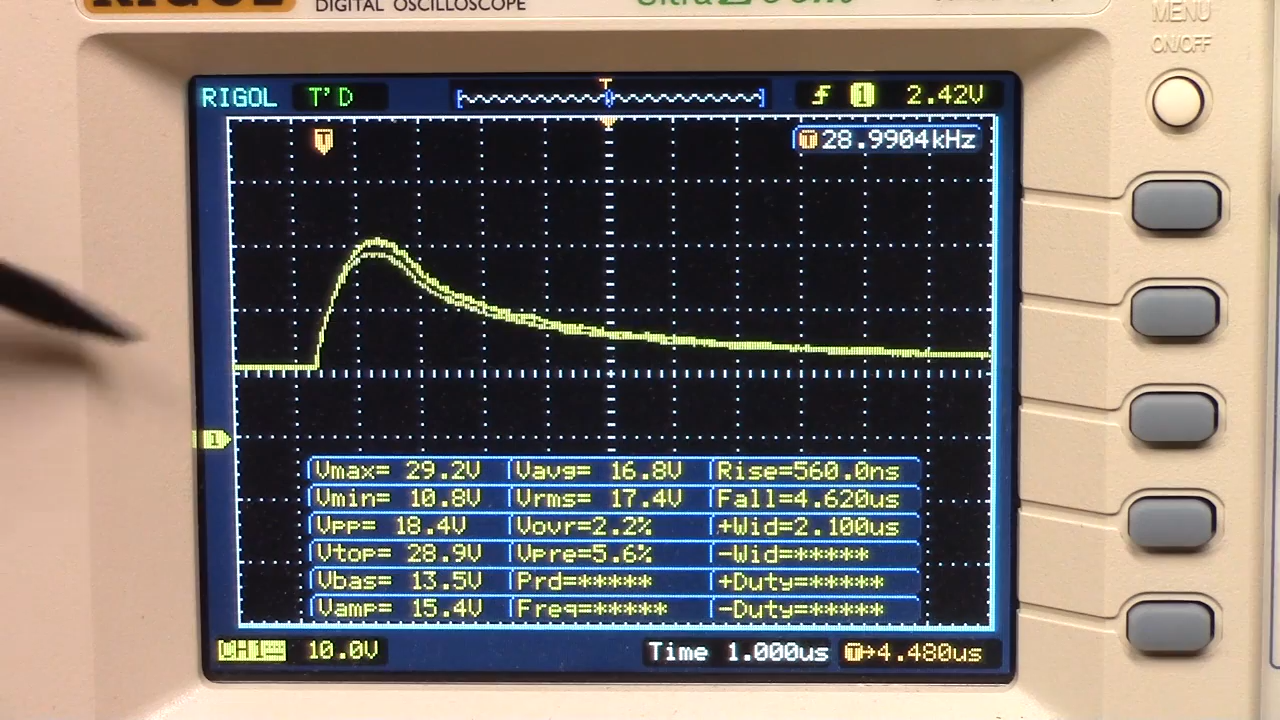 RIGOL
DIGITAL OSCILLOSCOPE
MENU
ON/OFF
RIGOL T'D T 1 2.42V
T T 28.9904kHz
1
Vmax= 29.2V Vavg= 16.8V Rise=560.0ns
Vmin= 10.8V Vrms= 17.4V Fall=4.620us
Vpp= 18.4V Vovr=2.2% +Wid=2.100us
Vtop= 28.9V Vpre=5.6% -Wid=*****
Vbas= 13.5V Prd=***** +Duty=*****
Vamp= 15.4V Freq=***** -Duty=*****
CH1 10.0V Time 1.000us T→4.480us